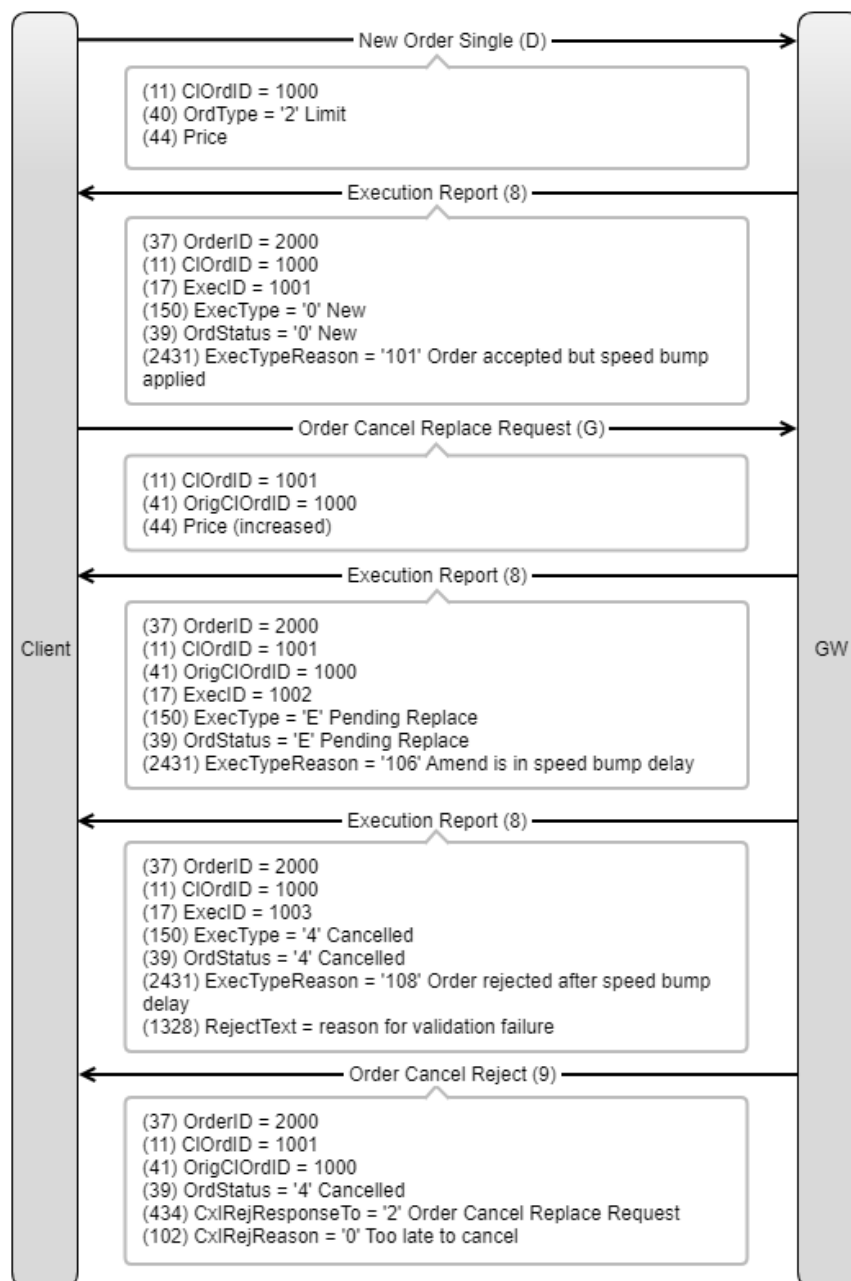 New Order Single (D)
(11) ClOrdID = 1000
(40) OrdType = '2' Limit
(44) Price
Execution Report (8)
(37) OrderID = 2000
(11) ClOrdID = 1000
(17) ExecID = 1001
(150) ExecType = '0' New
(39) OrdStatus = '0' New
(2431) ExecTypeReason = '101' Order accepted but speed bump
applied
Order Cancel Replace Request (G)
(11) ClOrdID = 1001
(41) OrigClOrdID = 1000
(44) Price (increased)
Execution Report (8)
(37) OrderID = 2000
(11) ClOrdID = 1001
(41) OrigClOrdID = 1000
(17) ExecID = 1002
(150) ExecType = 'E' Pending Replace
(39) OrdStatus = 'E' Pending Replace
(2431) ExecTypeReason = '106' Amend is in speed bump delay
Client
GW
Execution Report (8)
(37) OrderID = 2000
(11) ClOrdID = 1000
(17) ExecID = 1003
(150) ExecType = '4' Cancelled
(39) OrdStatus = '4' Cancelled
(2431) ExecTypeReason = '108' Order rejected after speed bump
delay
(1328) RejectText = reason for validation failure
Order Cancel Reject (9)
(37) OrderID = 2000
(11) ClOrdID = 1001
(41) OrigClOrdID = 1000
(39) OrdStatus = '4' Cancelled
(434) CxlRejResponseTo = '2' Order Cancel Replace Request
(102) CxlRejReason = '0' Too late to cancel